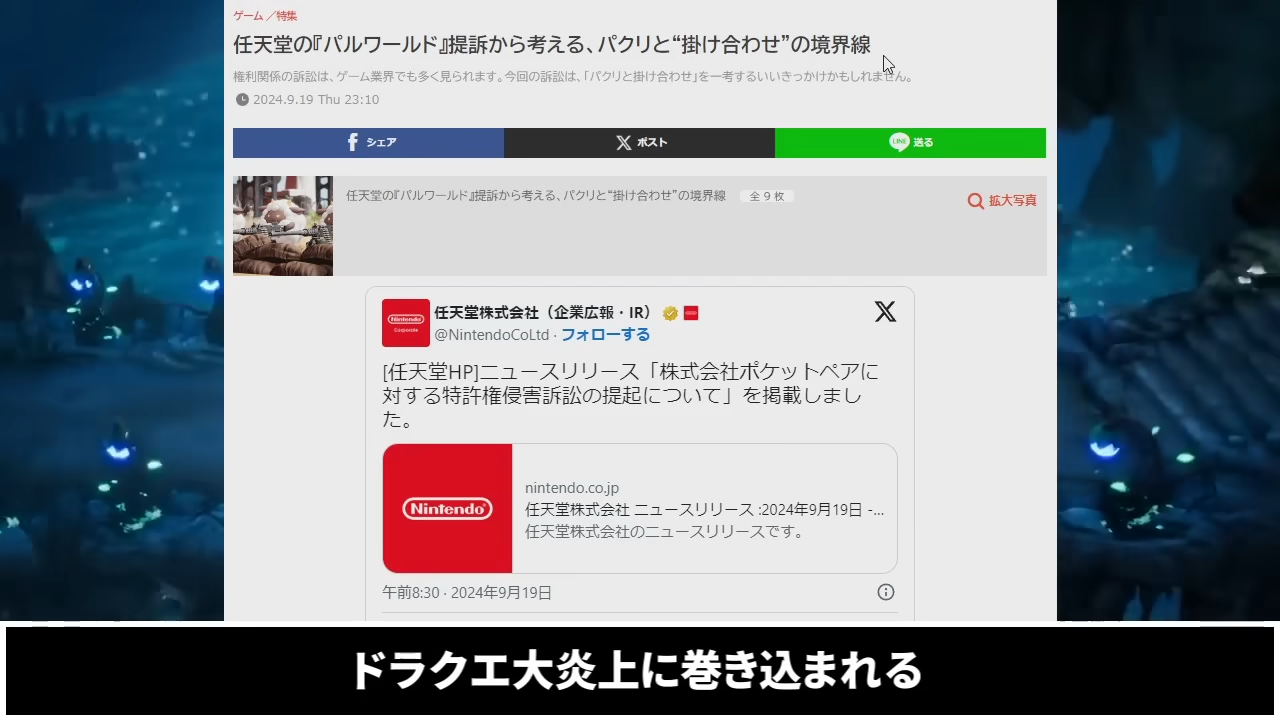 ゲーム ／特集
任天堂の『パルワールド』提訴から考える、パクリと“掛け合わせ”の境界線
権利関係の訴訟は、ゲーム業界でも多く見られます。今回の訴訟は、「パクリと掛け合わせ」を一考するいいきっかけかもしれません。
2024.9.19 Thu 23:10
シェア
ポスト
LINE 送る
任天堂の『パルワールド』提訴から考える、パクリと“掛け合わせ”の境界線 全 9 枚
拡大写真
Nintendo
Corporate
任天堂株式会社（企業広報・IR）
@NintendoCoLtd · フォローする
[任天堂HP]ニュースリリース「株式会社ポケットペアに
対する特許権侵害訴訟の提起について」を掲載しまし
た。
Nintendo
nintendo.co.jp
任天堂株式会社 ニュースリリース :2024年9月19日 -...
任天堂株式会社のニュースリリースです。
午前8:30 · 2024年9月19日
ドラクエ大炎上に巻き込まれる